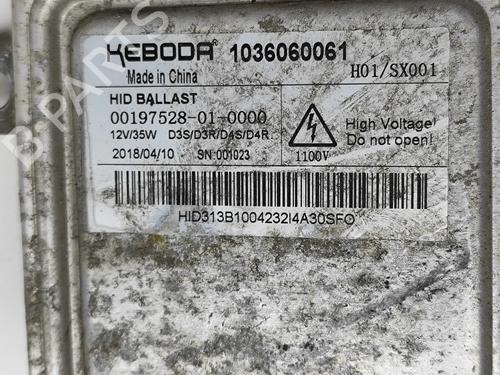 KEBODA 1036060061
Made in China
H01/SX001
HID BALLAST
00197528-01-0000
12V/35W D3S/D3R/D4S/D4R
2018/04/10 SN:001023
1100V
High Voltage!
Do not open!
HID313B1004232I4A30SFO
B-PARTS